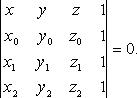 | x y z 1 |
| x₀ y₀ z₀ 1 |
| x₁ y₁ z₁ 1 | = 0.
| x₂ y₂ z₂ 1 |